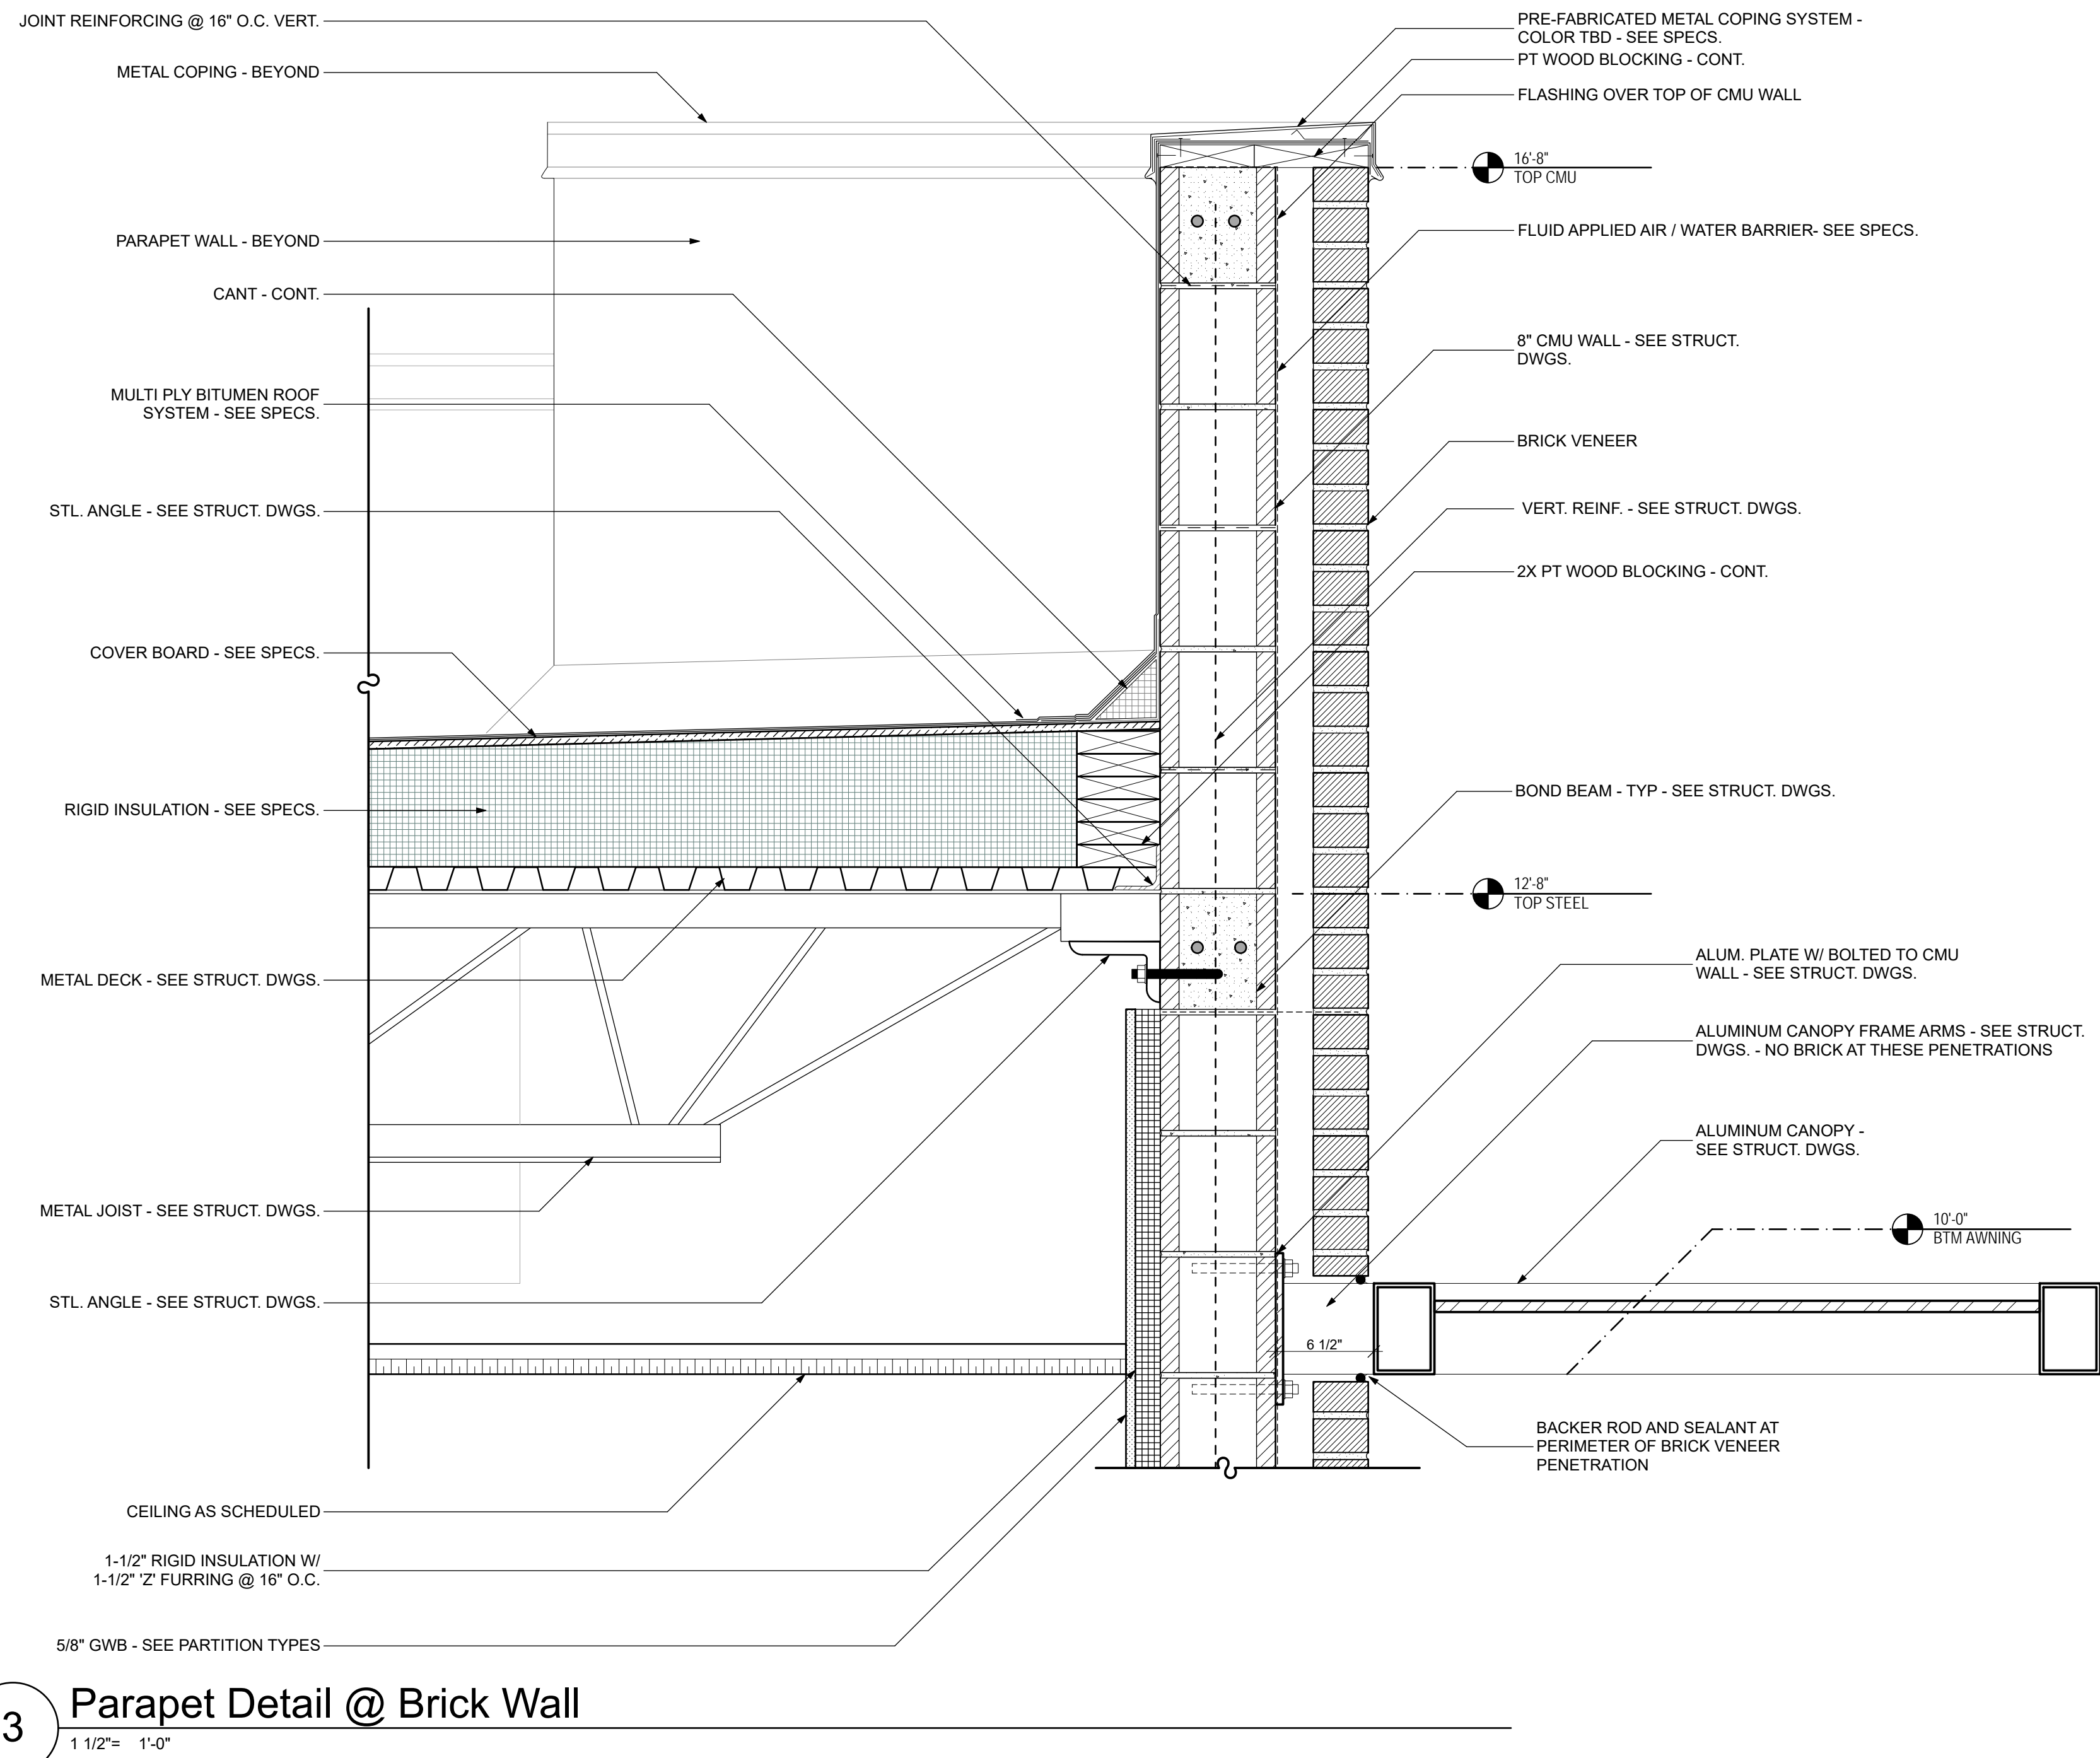 JOINT REINFORCING @ 16" O.C. VERT.
METAL COPING - BEYOND
PARAPET WALL - BEYOND
CANT - CONT.
MULTI PLY BITUMEN ROOF
SYSTEM - SEE SPECS.
STL. ANGLE - SEE STRUCT. DWGS.
COVER BOARD - SEE SPECS.
RIGID INSULATION - SEE SPECS.
METAL DECK - SEE STRUCT. DWGS.
METAL JOIST - SEE STRUCT. DWGS.
STL. ANGLE - SEE STRUCT. DWGS.
CEILING AS SCHEDULED
1-1/2" RIGID INSULATION W/
1-1/2" 'Z' FURRING @ 16" O.C.
5/8" GWB - SEE PARTITION TYPES
PRE-FABRICATED METAL COPING SYSTEM -
COLOR TBD - SEE SPECS.
PT WOOD BLOCKING - CONT.
FLASHING OVER TOP OF CMU WALL
16'-8"
TOP CMU
FLUID APPLIED AIR / WATER BARRIER- SEE SPECS.
8" CMU WALL - SEE STRUCT.
DWGS.
BRICK VENEER
VERT. REINF. - SEE STRUCT. DWGS.
2X PT WOOD BLOCKING - CONT.
BOND BEAM - TYP - SEE STRUCT. DWGS.
12'-8"
TOP STEEL
ALUM. PLATE W/ BOLTED TO CMU
WALL - SEE STRUCT. DWGS.
ALUMINUM CANOPY FRAME ARMS - SEE STRUCT.
DWGS. - NO BRICK AT THESE PENETRATIONS
ALUMINUM CANOPY -
SEE STRUCT. DWGS.
10'-0"
BTM AWNING
6 1/2"
BACKER ROD AND SEALANT AT
PERIMETER OF BRICK VENEER
PENETRATION
3
Parapet Detail @ Brick Wall
1 1/2"= 1'-0"